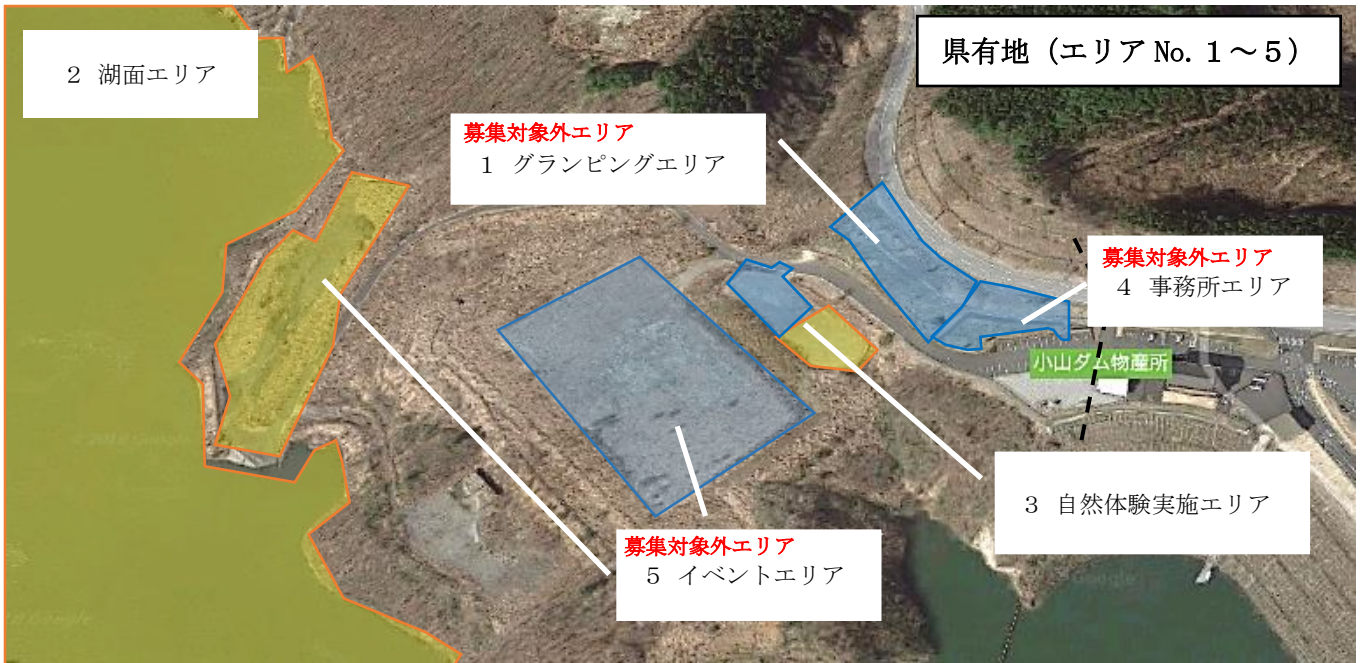 県有地（エリア No. 1～5）
2 湖面エリア
募集対象外エリア
1 グランピングエリア
募集対象外エリア
4 事務所エリア
小山ダム物産所
3 自然体験実施エリア
募集対象外エリア
5 イベントエリア
Google